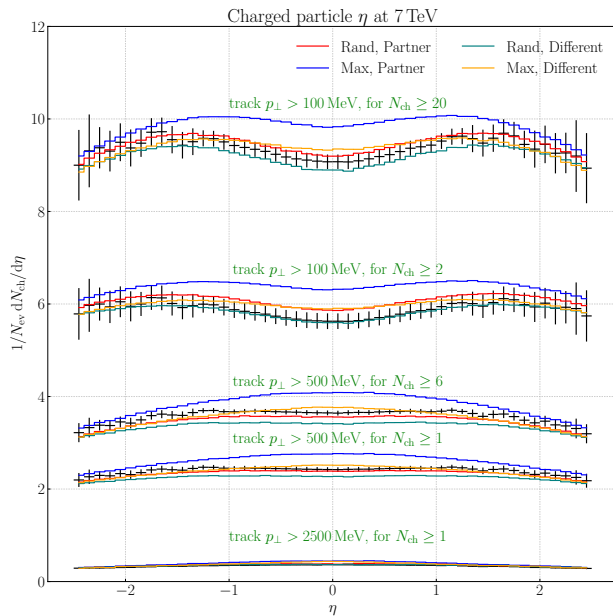 Charged particle η at 7 TeV
Rand, Partner
Max, Partner
Rand, Different
Max, Different
track p⊥ > 100 MeV, for Nch ≥ 20
track p⊥ > 100 MeV, for Nch ≥ 2
track p⊥ > 500 MeV, for Nch ≥ 6
track p⊥ > 500 MeV, for Nch ≥ 1
track p⊥ > 2500 MeV, for Nch ≥ 1
1/Nev dNch/dη
12
10
8
6
4
2
0
−2 −1 0 1 2
η